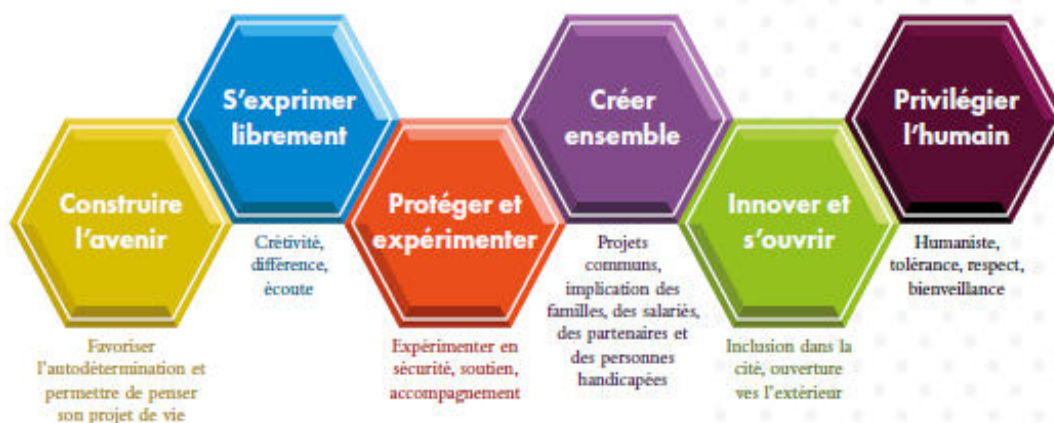 Construire
l'avenir
Favoriser
l'autodétermination et
permettre de penser
son projet de vie
S'exprimer
librement
Crètivité,
différence,
écoute
Protéger et
expérimenter
Expérimenter en
sécurité, soutien,
accompagnement
Créer
ensemble
Projets
communs,
implication des
familles, des salariés,
des partenaires et
des personnes
handicapées
Innover et
s'ouvrir
Inclusion dans la
cité, ouverture
ves l'extérieur
Privilégier
l'humain
Humaniste,
tolérance, respect,
bienveillance